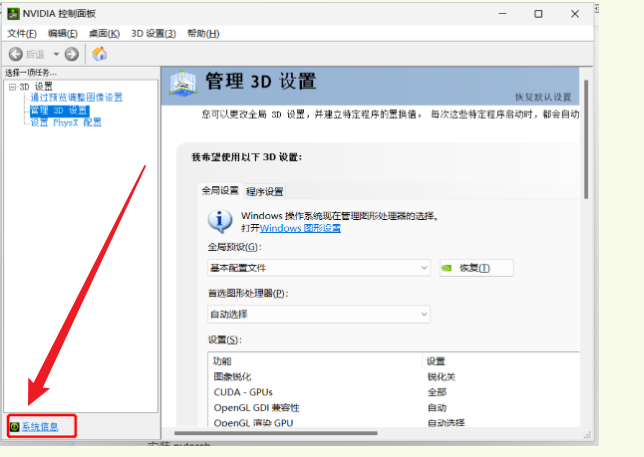 NVIDIA 控制面板
文件(F) 编辑(E) 桌面(K) 3D 设置(3) 帮助(H)
后退
选择一项任务...
3D 设置
通过预览调整图像设置
管理 3D 设置
设置 PhysX 配置
系统信息
管理 3D 设置
恢复默认设置
您可以更改全局 3D 设置，并建立特定程序的置换值。 每次这些特定程序启动时，都会自动
我希望使用以下 3D 设置:
全局设置 程序设置
Windows 操作系统现在管理图形处理器的选择。
打开Windows 图形设置
全局预设(G):
基本配置文件 恢复(T)
首选图形处理器(P):
自动选择
设置(S):
功能 设置
图象锐化 锐化关
CUDA - GPUs 全部
OpenGL GDI 兼容性 自动
OpenGL 渲染 GPU 自动选择